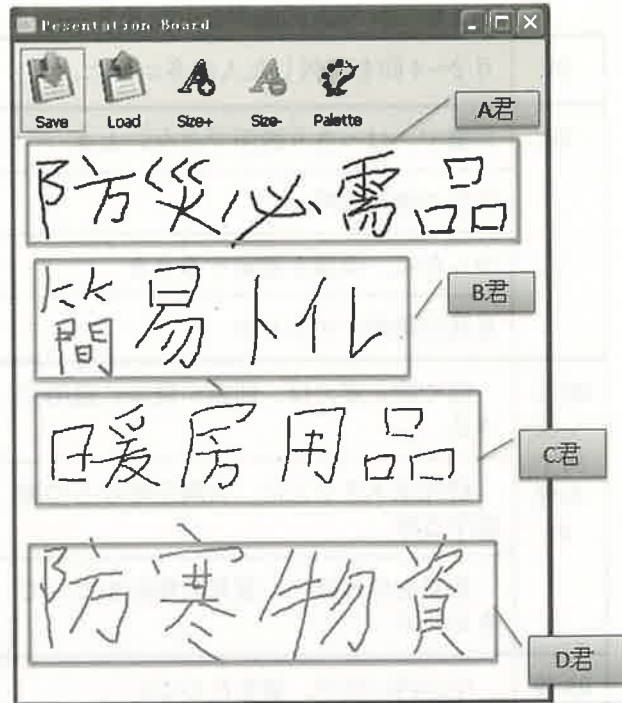 Pesentation Board
Save Load Size+ Size- Palette
A君
防災必需品
簡易トイレ
B君
暖房用品
C君
防寒物資
D君